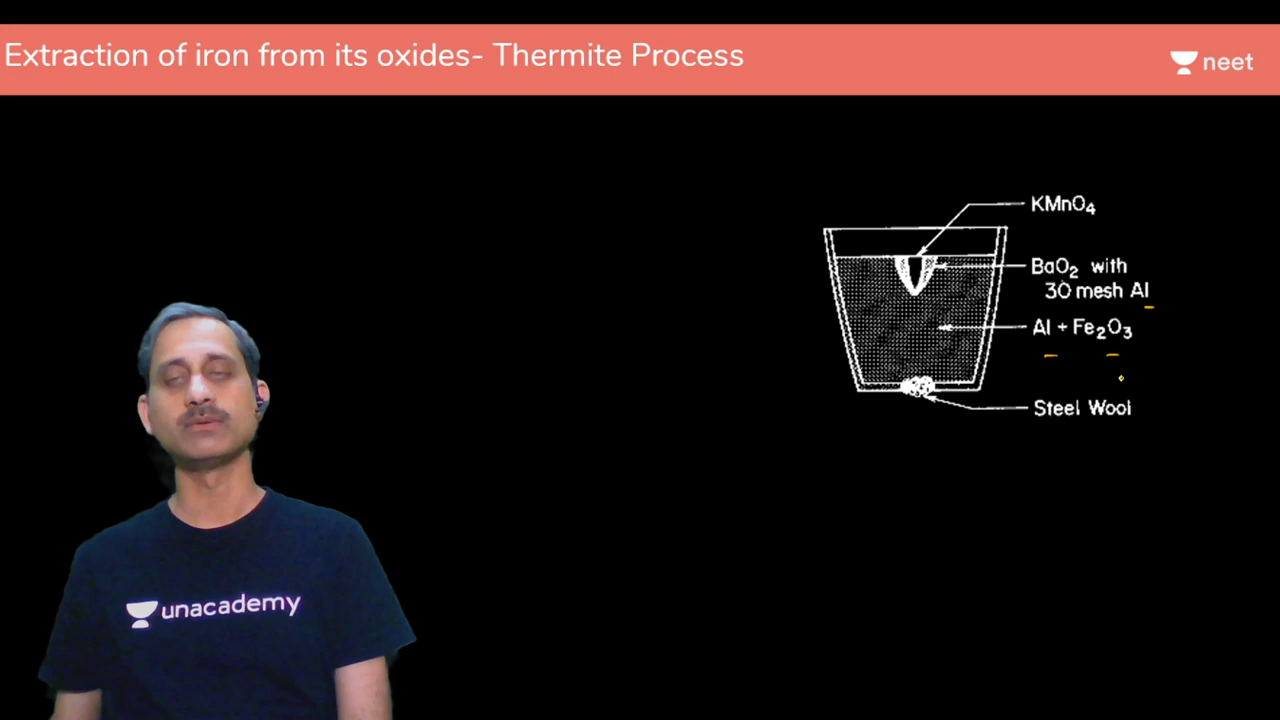 Extraction of iron from its oxides- Thermite Process
neet
KMnO₄
BaO₂ with
30 mesh Al
Al + Fe₂O₃
Steel Wool
unacademy